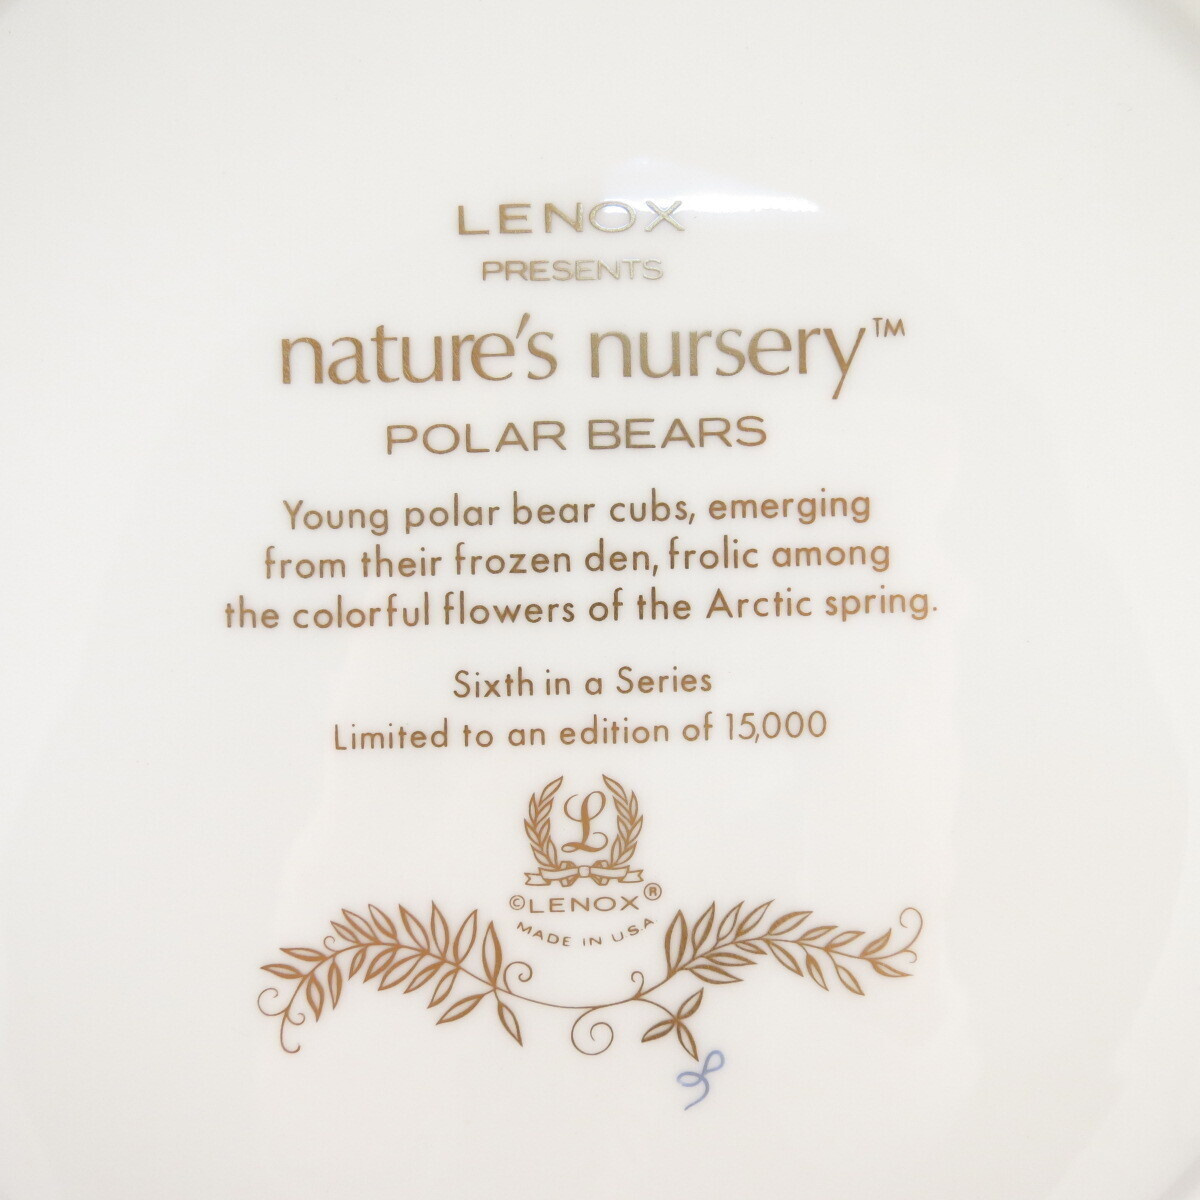 LENOX
PRESENTS
nature's nursery™
POLAR BEARS
Young polar bear cubs, emerging
from their frozen den, frolic among
the colorful flowers of the Arctic spring.
Sixth in a Series
Limited to an edition of 15,000
L
©LENOX®
MADE IN U.S.A